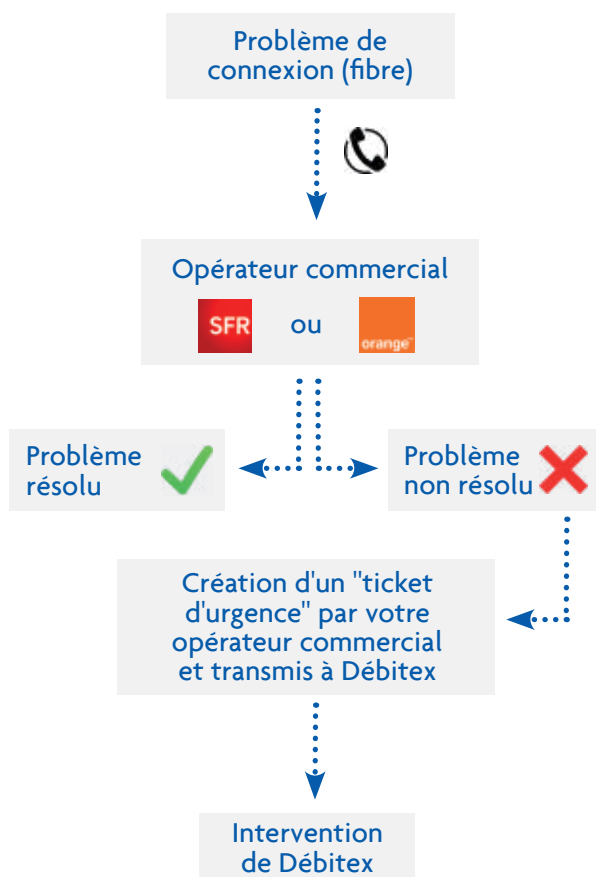 Problème de
connexion (fibre)
Opérateur commercial
SFR ou orange™
Problème
résolu
Problème
non résolu
Création d'un "ticket
d'urgence" par votre
opérateur commercial
et transmis à Débitex
Intervention
de Débitex